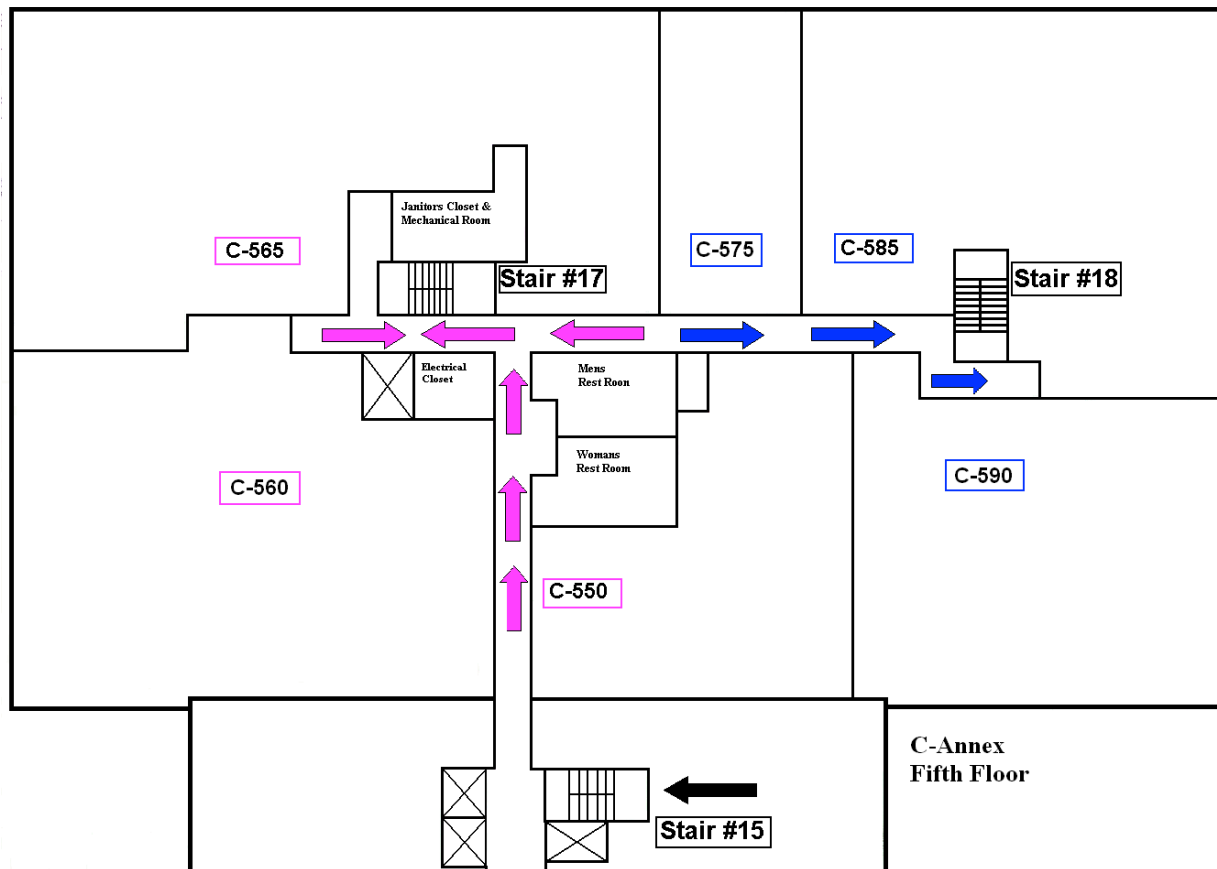 Janitors Closet &
Mechanical Room
C-565
C-575
C-585
Stair #17
Stair #18
Electrical
Closet
Mens
Rest Roon
Womans
Rest Room
C-560
C-590
C-550
C-Annex
Fifth Floor
Stair #15